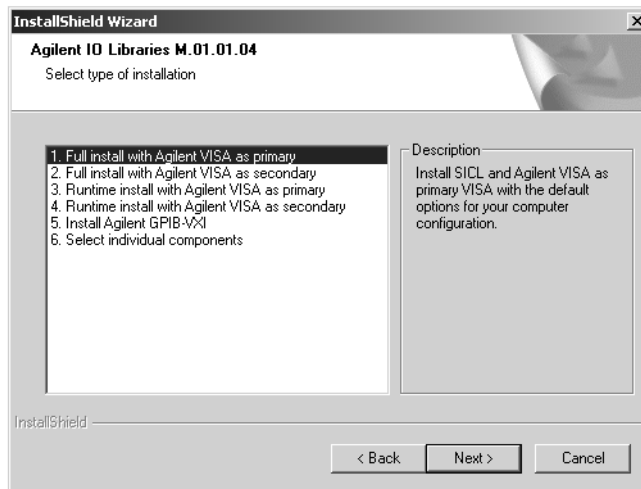 InstallShield Wizard
Agilent IO Libraries M.01.01.04
Select type of installation
1. Full install with Agilent VISA as primary
2. Full install with Agilent VISA as secondary
3. Runtime install with Agilent VISA as primary
4. Runtime install with Agilent VISA as secondary
5. Install Agilent GPIB-VXI
6. Select individual components
Description
Install SICL and Agilent VISA as
primary VISA with the default
options for your computer
configuration.
InstallShield
< Back
Next >
Cancel